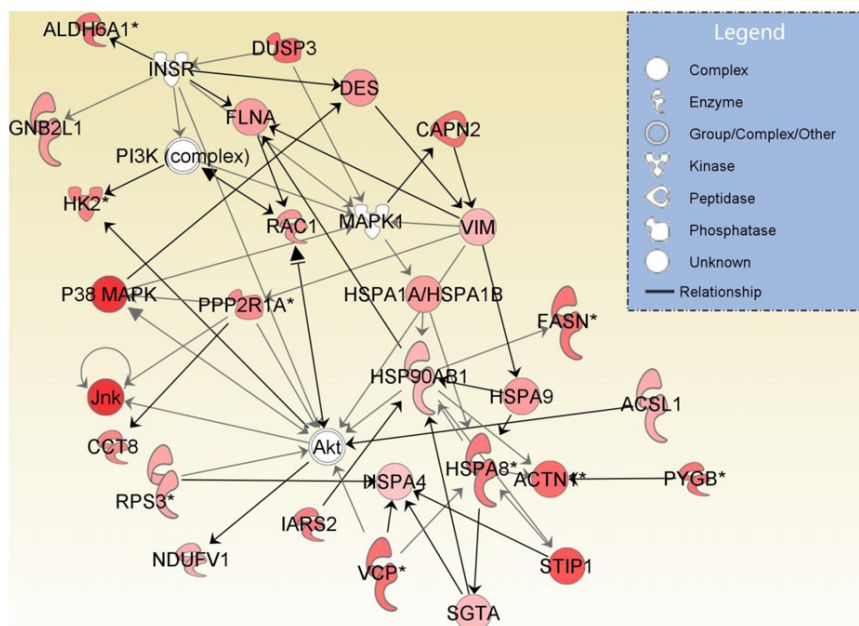 ALDH6A1*
DUSP3
INSR
DES
GNB2L1
FLNA
CAPN2
PI3K (complex)
HK2*
RAC1
MAPK1
VIM
P38 MAPK
PPP2R1A*
HSPA1A/HSPA1B
EASN*
HSP90AB1
Jnk
HSPA9
ACSL1
CCT8
Akt
RPS3*
HSPA4
HSPA8*
ACTN1*
PYGB*
IARS2
NDUFV1
VCP*
STIP1
SGTA
Legend
Complex
Enzyme
Group/Complex/Other
Kinase
Peptidase
Phosphatase
Unknown
Relationship